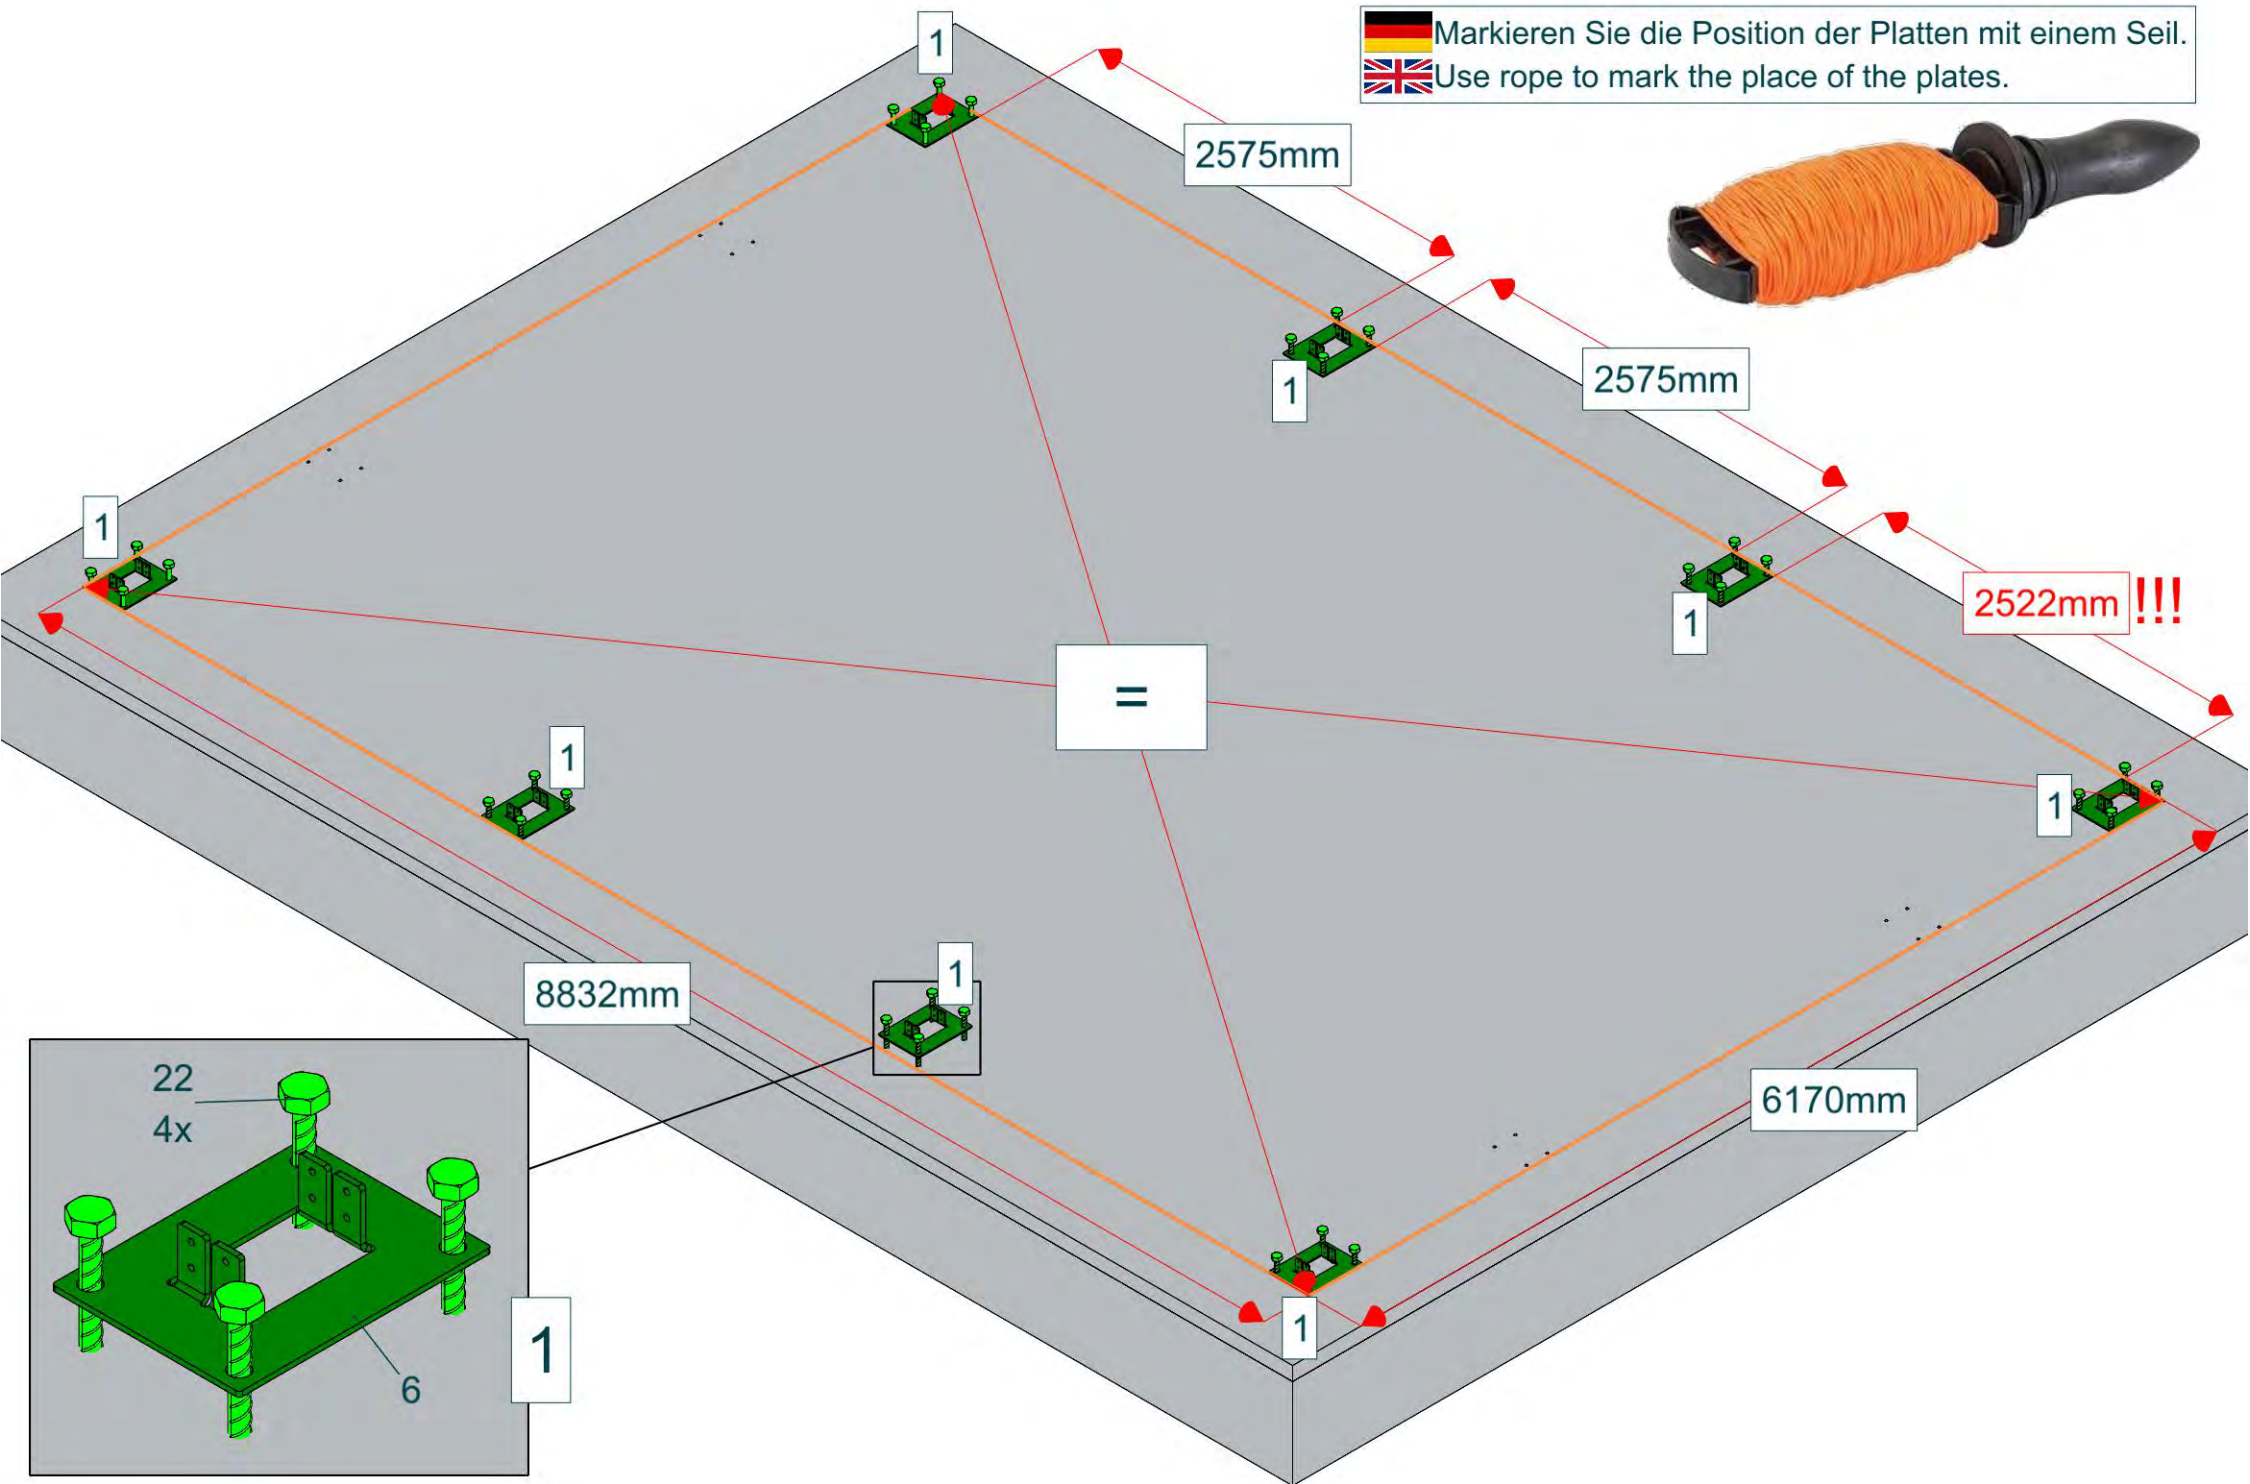 Markieren Sie die Position der Platten mit einem Seil.
Use rope to mark the place of the plates.
1
2575mm
1
2575mm
1
2522mm !!!
1
1
=
1
1
8832mm
6170mm
1
22
4x
6
1